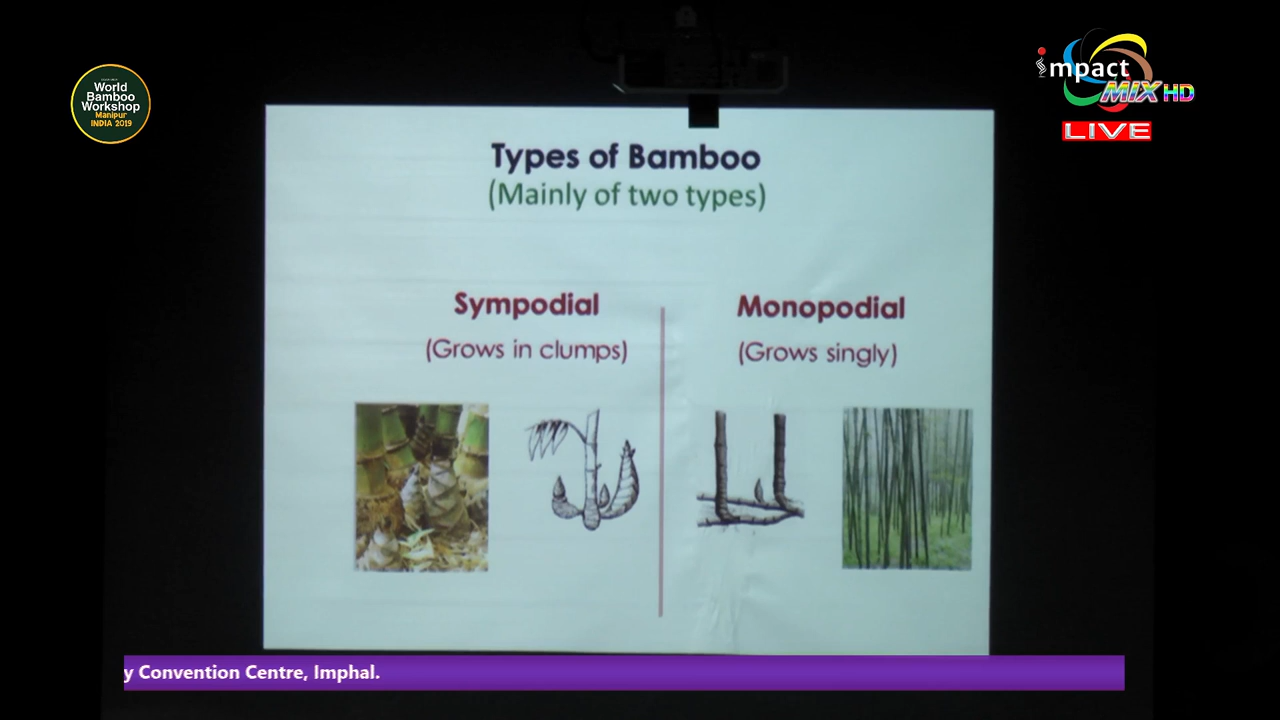 World
Bamboo
Workshop
Manipur
INDIA 2019
impact
MIX HD
LIVE
Types of Bamboo
(Mainly of two types)
Sympodial
(Grows in clumps)
Monopodial
(Grows singly)
y Convention Centre, Imphal.